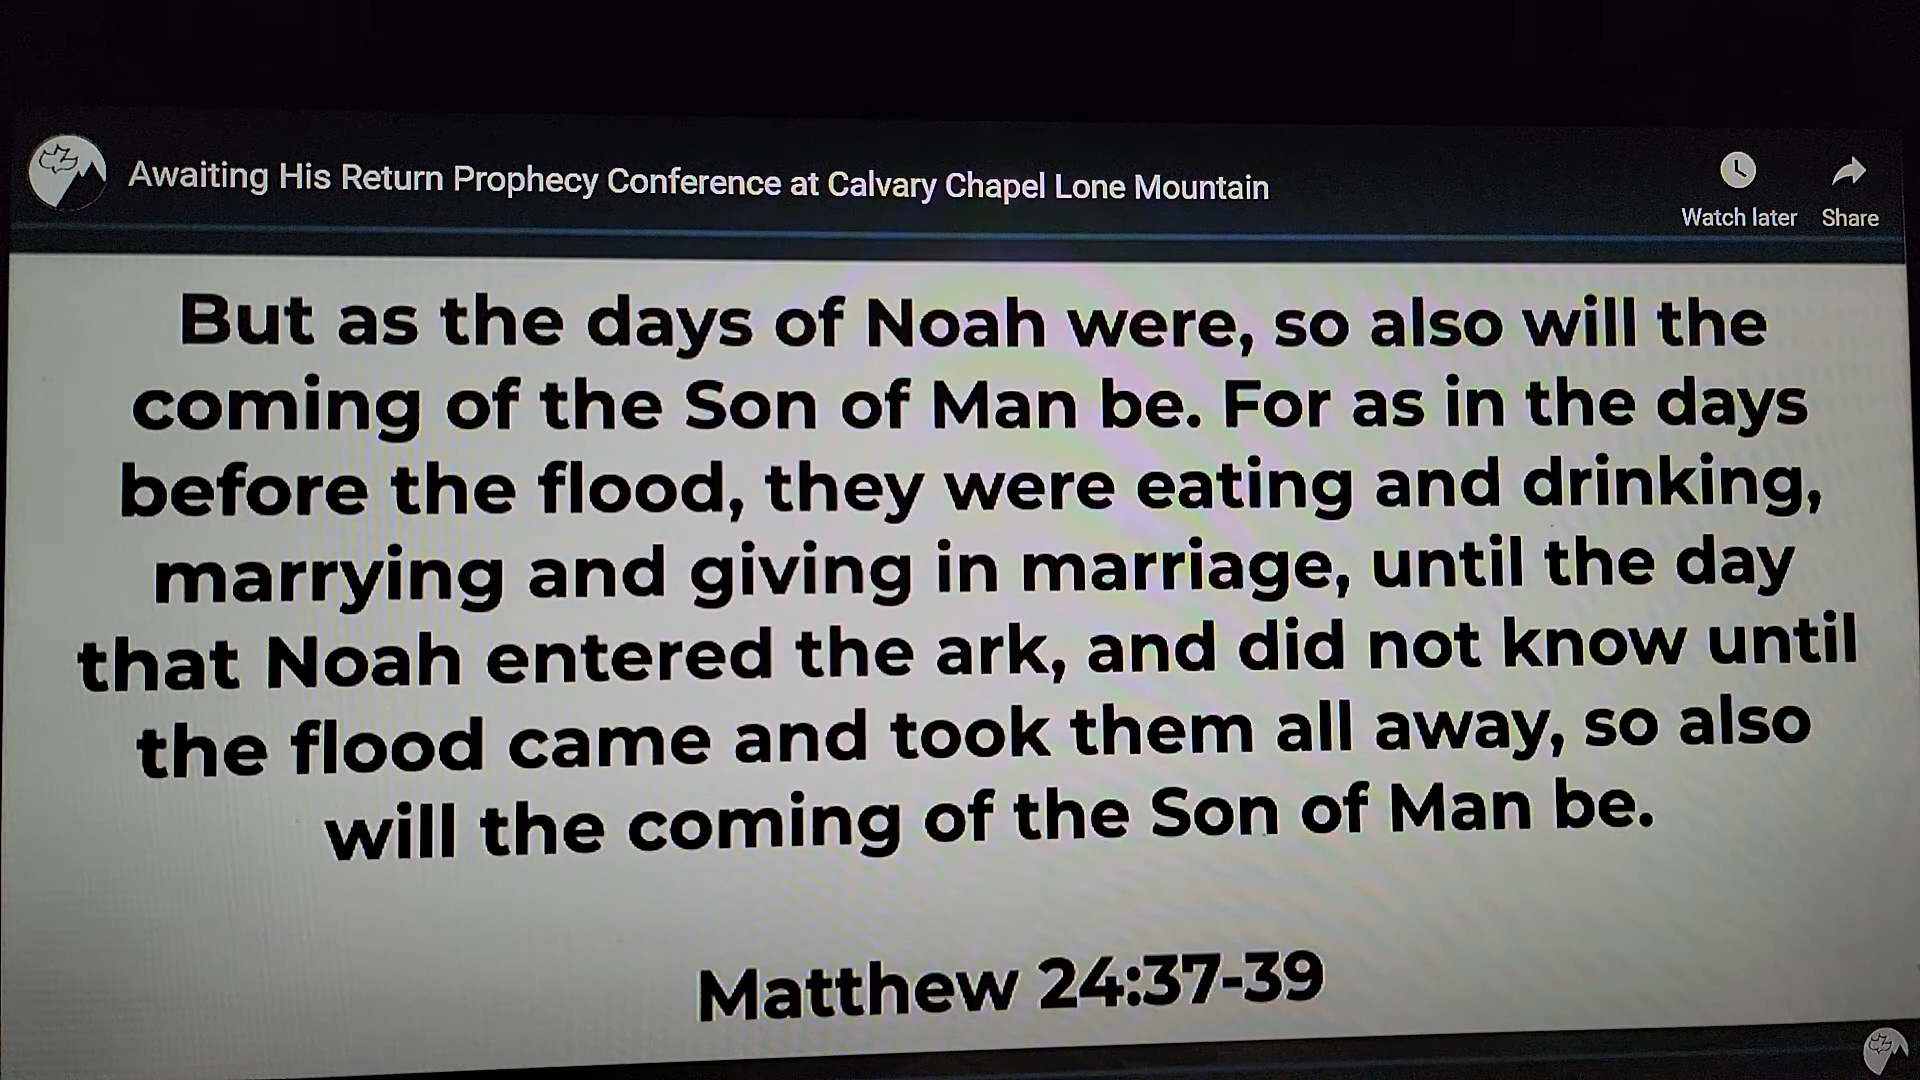 Awaiting His Return Prophecy Conference at Calvary Chapel Lone Mountain
Watch later
Share
But as the days of Noah were, so also will the
coming of the Son of Man be. For as in the days
before the flood, they were eating and drinking,
marrying and giving in marriage, until the day
that Noah entered the ark, and did not know until
the flood came and took them all away, so also
will the coming of the Son of Man be.
Matthew 24:37-39